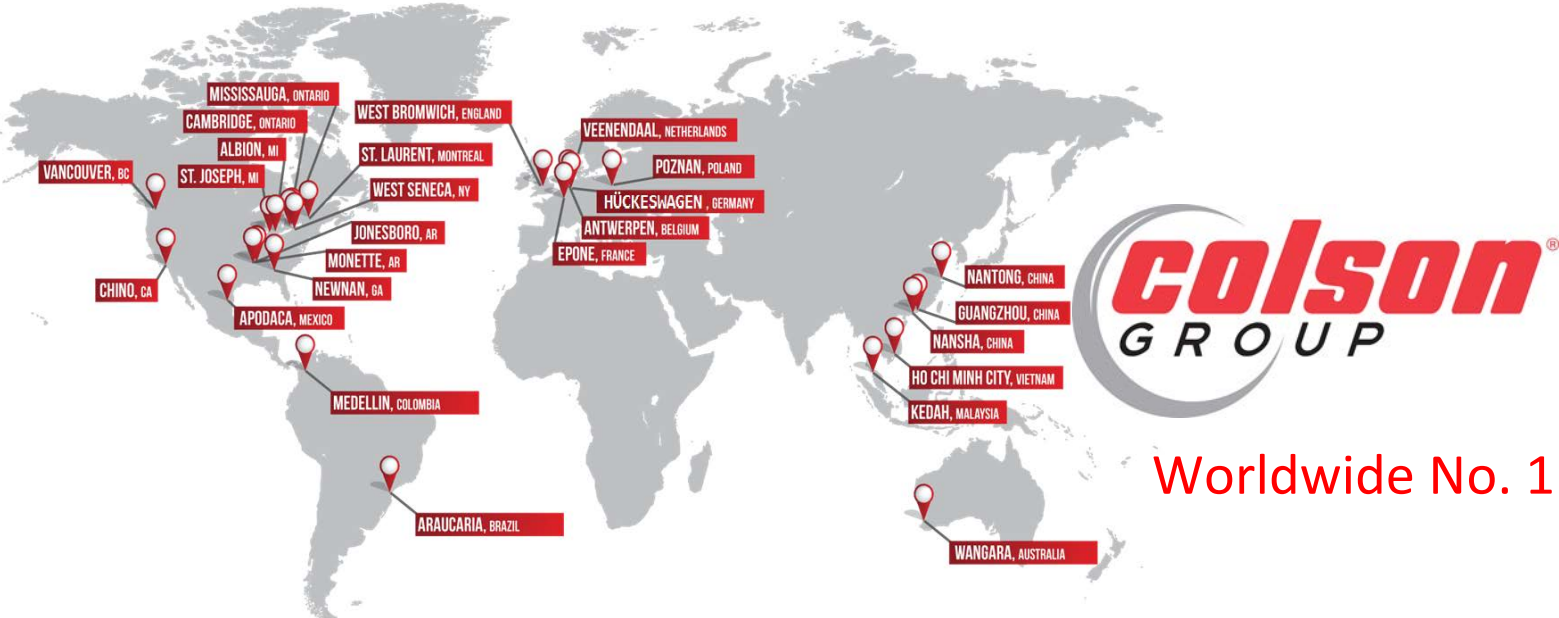 MISSISSAUGA, ONTARIO
CAMBRIDGE, ONTARIO
ALBION, MI
ST. JOSEPH, MI
VANCOUVER, BC
CHINO, CA
WEST BROMWICH, ENGLAND
ST. LAURENT, MONTREAL
WEST SENECA, NY
JONESBORO, AR
MONETTE, AR
NEWNAN, GA
APODACA, MEXICO
MEDELLIN, COLOMBIA
ARAUCARIA, BRAZIL
VEENENDAAL, NETHERLANDS
POZNAN, POLAND
HÜCKESWAGEN , GERMANY
ANTWERPEN, BELGIUM
EPONE, FRANCE
NANTONG, CHINA
GUANGZHOU, CHINA
NANSHA, CHINA
HO CHI MINH CITY, VIETNAM
KEDAH, MALAYSIA
WANGARA, AUSTRALIA
colson®
GROUP
Worldwide No. 1